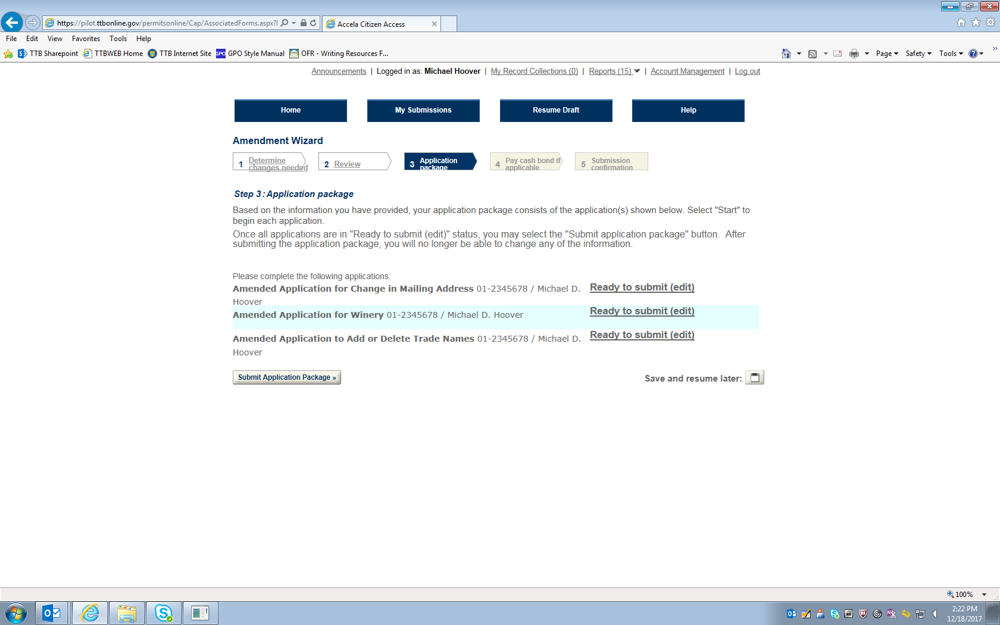 https://pilot.ttbonline.gov/permitsonline/Cap/AssociatedForms.aspx?l
Accela Citizen Access
File Edit View Favorites Tools Help
TTB Sharepoint TTBWEB Home TTB Internet Site GPO GPO Style Manual OFR - Writing Resources F...
Page Safety Tools
Announcements | Logged in as: Michael Hoover | My Record Collections (0) | Reports (15) | Account Management | Log out
Home My Submissions Resume Draft Help
Amendment Wizard
1 Determine changes needed
2 Review
3 Application package
4 Pay cash bond if applicable
5 Submission confirmation
Step 3: Application package
Based on the information you have provided, your application package consists of the application(s) shown below. Select "Start" to
begin each application.
Once all applications are in "Ready to submit (edit)" status, you may select the "Submit application package" button. After
submitting the application package, you will no longer be able to change any of the information.
Please complete the following applications:
Amended Application for Change in Mailing Address 01-2345678 / Michael D. Ready to submit (edit)
Hoover
Amended Application for Winery 01-2345678 / Michael D. Hoover Ready to submit (edit)
Amended Application to Add or Delete Trade Names 01-2345678 / Michael D. Ready to submit (edit)
Hoover
Submit Application Package » Save and resume later:
100%
2:22 PM
12/18/2017